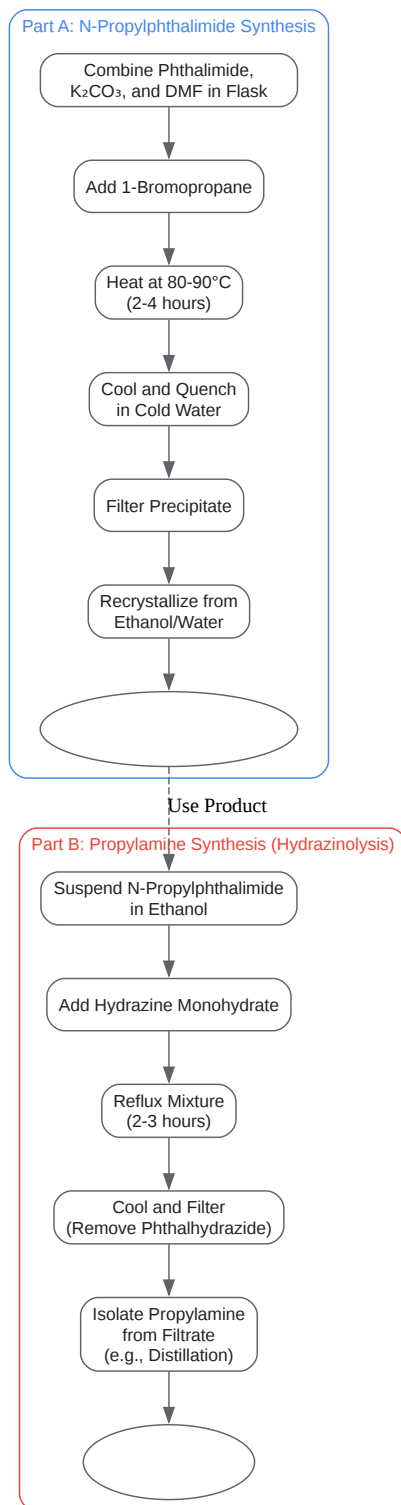 Part A: N-Propylphthalimide Synthesis
Combine Phthalimide,
K₂CO₃, and DMF in Flask
Add 1-Bromopropane
Heat at 80-90°C
(2-4 hours)
Cool and Quench
in Cold Water
Filter Precipitate
Recrystallize from
Ethanol/Water
Use Product
Part B: Propylamine Synthesis (Hydrazinolysis)
Suspend N-Propylphthalimide
in Ethanol
Add Hydrazine Monohydrate
Reflux Mixture
(2-3 hours)
Cool and Filter
(Remove Phthalhydrazide)
Isolate Propylamine
from Filtrate
(e.g., Distillation)